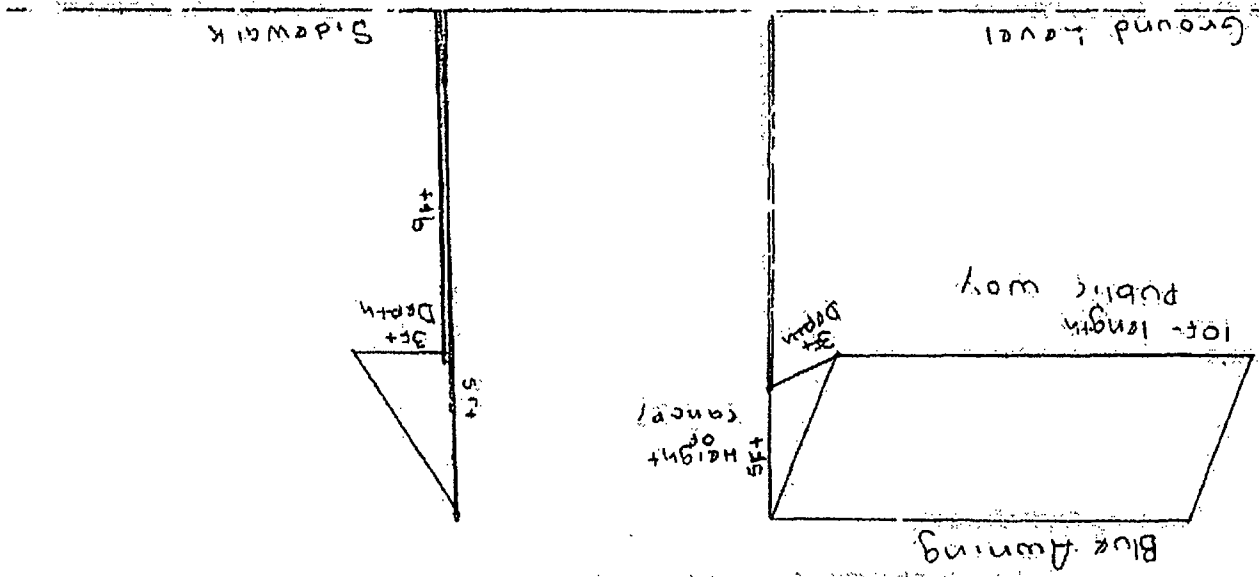 Blue Awning
5Ft Height
of
canopy
10Ft length
public way
3Ft
Depth
Ground Level
5Ft
3Ft
Depth
9ft
Sidewalk